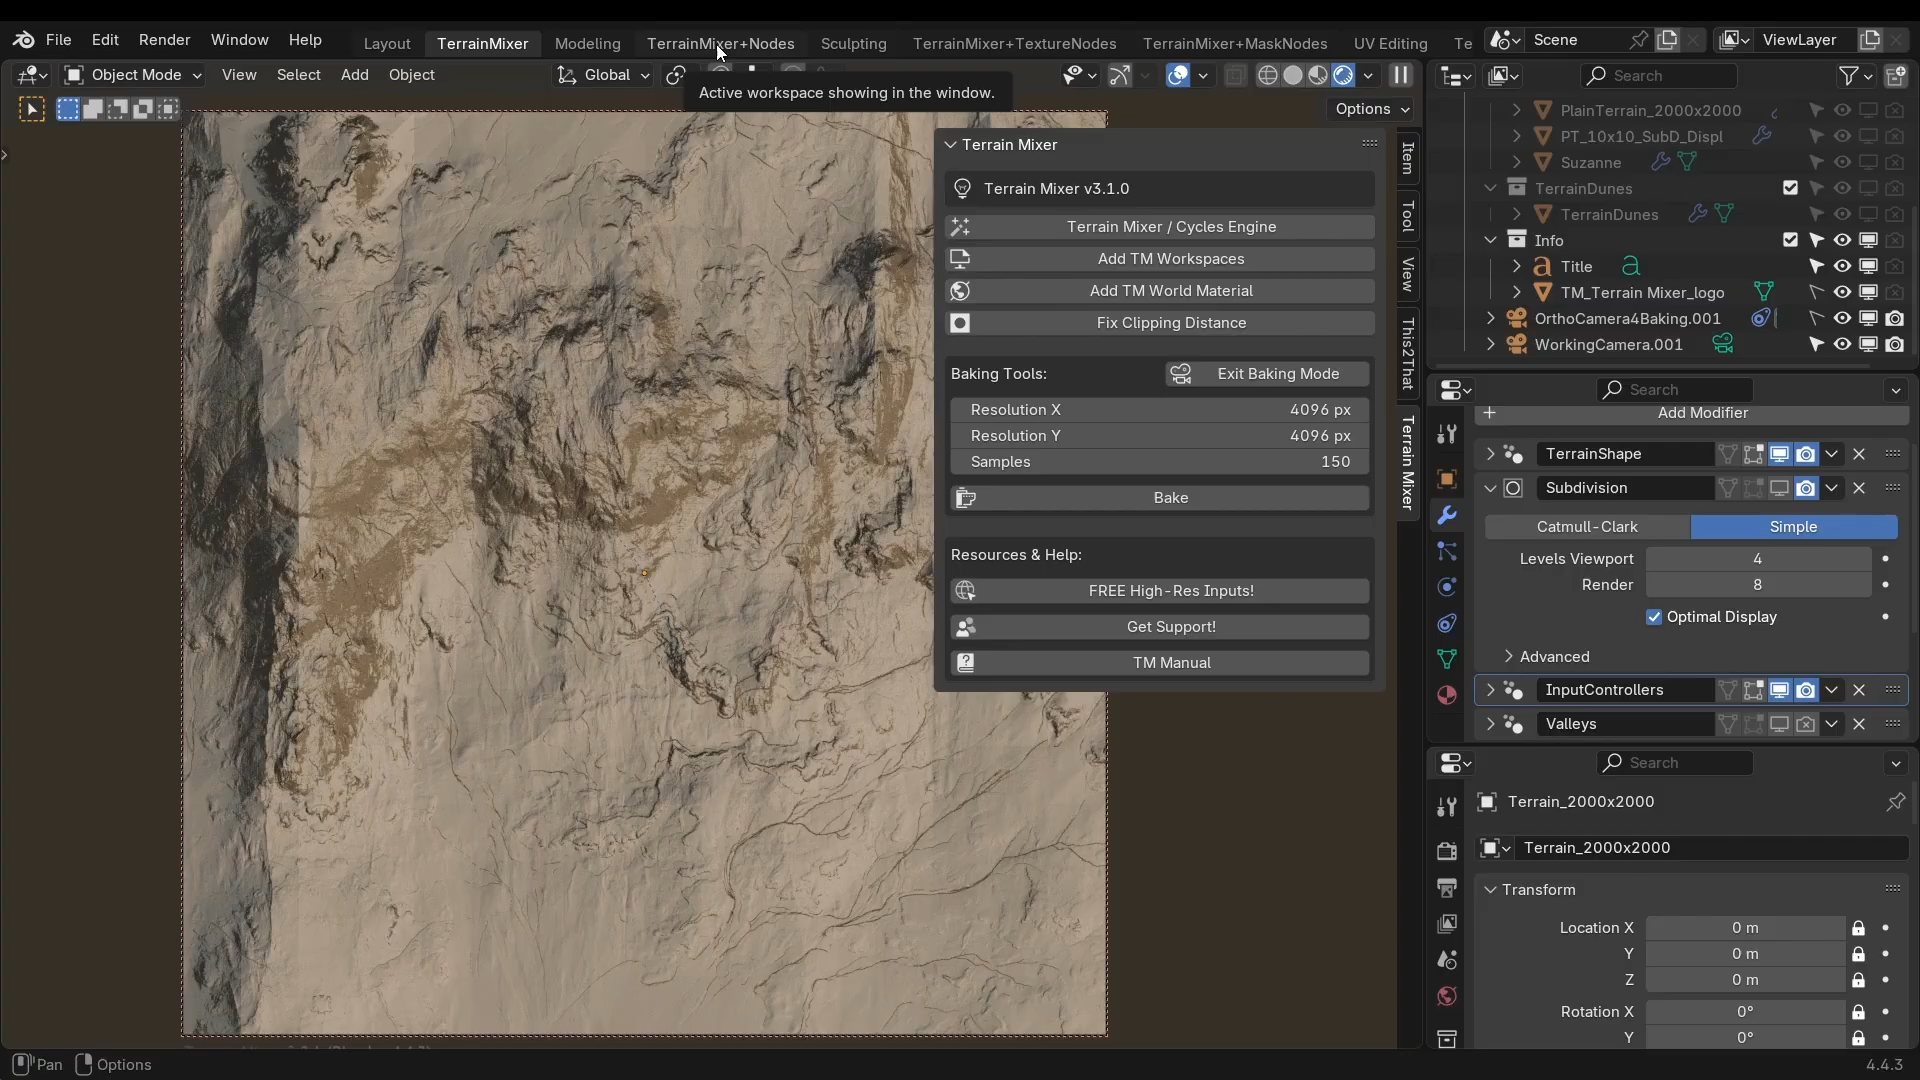 File Edit Render Window Help Layout TerrainMixer Modeling TerrainMixer+Nodes Sculpting TerrainMixer+TextureNodes TerrainMixer+MaskNodes UV Editing Te Scene ViewLayer
Object Mode View Select Add Object Global
Search
Active workspace showing in the window.
Options
PlainTerrain_2000x2000
PT_10x10_SubD_Displ
Suzanne
TerrainDunes
TerrainDunes
Info
Title
TM_Terrain Mixer_logo
OrthoCamera4Baking.001
WorkingCamera.001
Terrain Mixer
Terrain Mixer v3.1.0
Terrain Mixer / Cycles Engine
Add TM Workspaces
Add TM World Material
Fix Clipping Distance
Baking Tools: Exit Baking Mode
Resolution X 4096 px
Resolution Y 4096 px
Samples 150
Bake
Resources & Help:
FREE High-Res Inputs!
Get Support!
TM Manual
Item
Tool
View
This2That
Terrain Mixer
Search
Add Modifier
TerrainShape
Subdivision
Catmull-Clark Simple
Levels Viewport 4
Render 8
Optimal Display
Advanced
InputControllers
Valleys
Search
Terrain_2000x2000
Terrain_2000x2000
Transform
Location X 0 m
Y 0 m
Z 0 m
Rotation X 0°
Y 0°
Pan Options 4.4.3